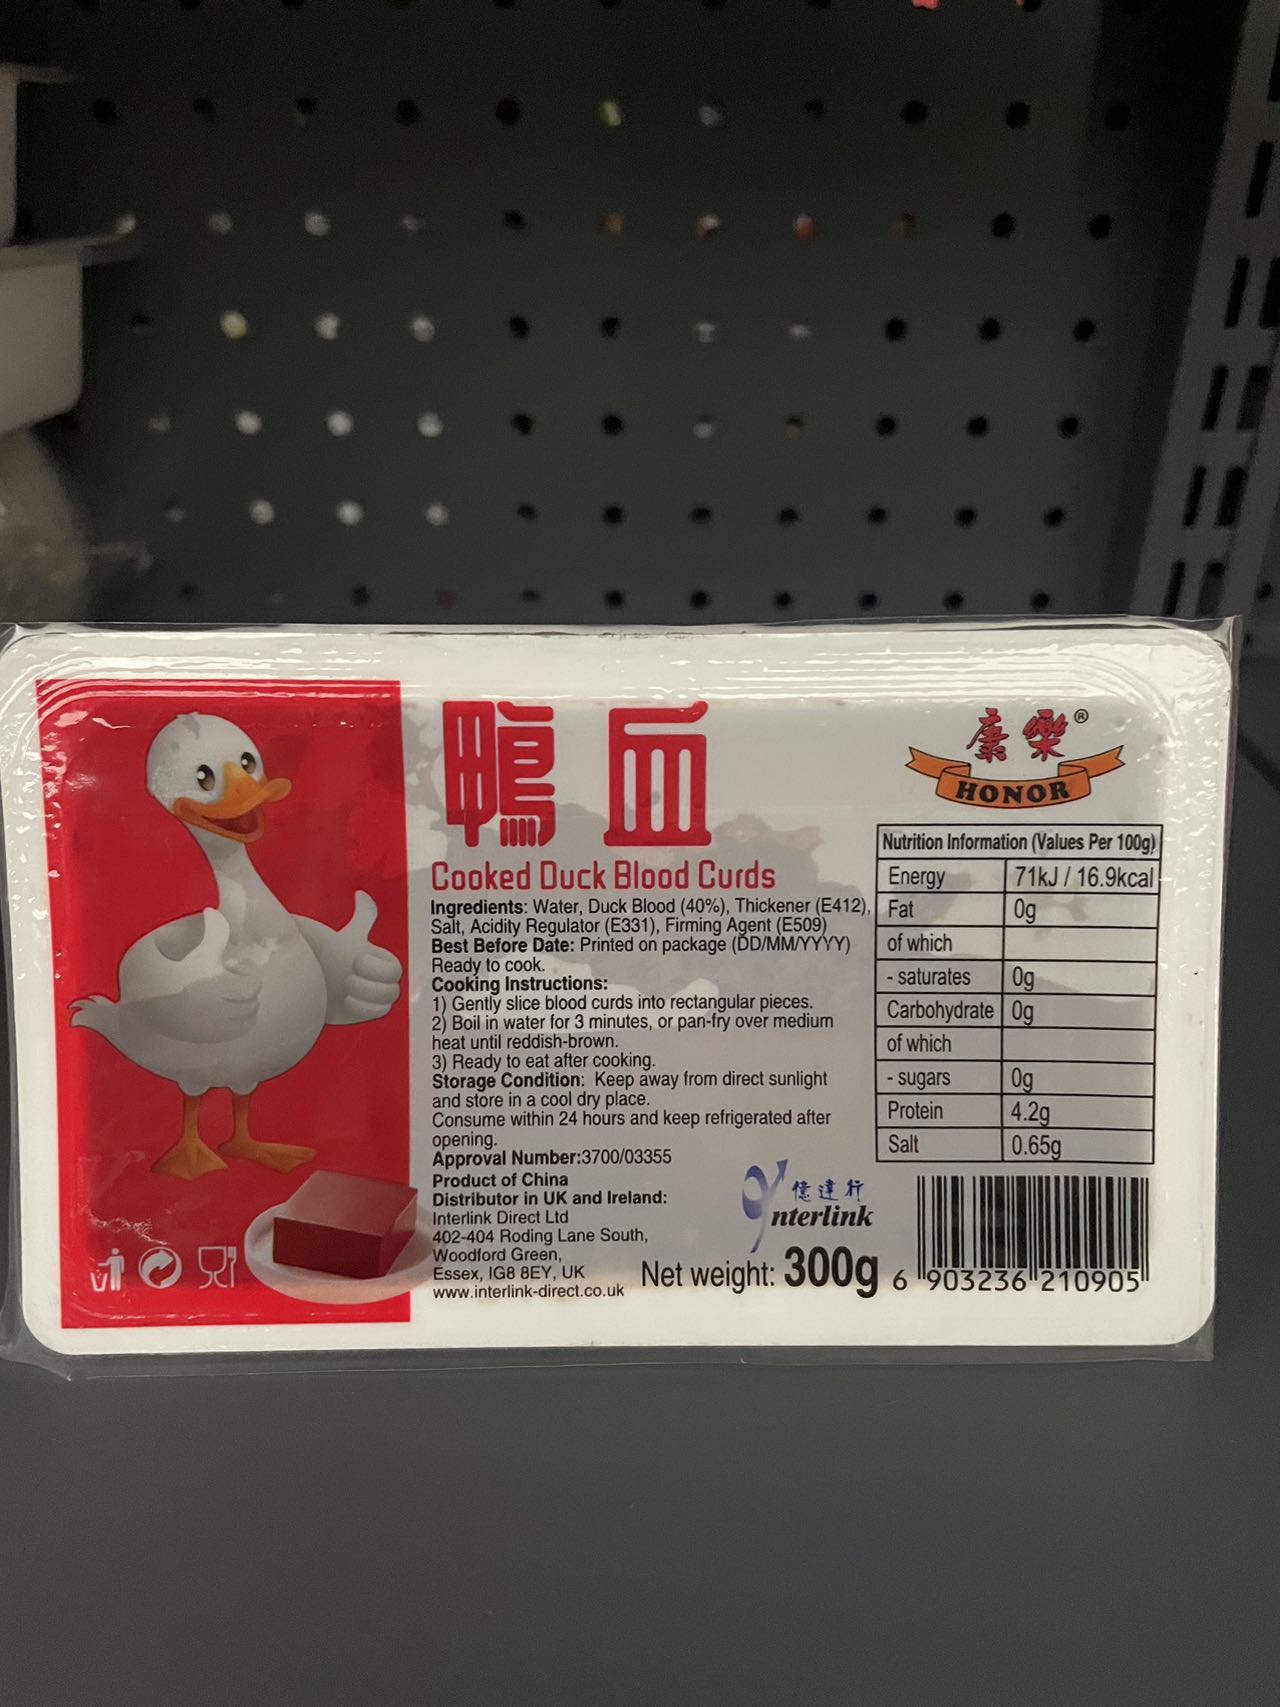 鴨血
康樂®
HONOR
Cooked Duck Blood Curds
Ingredients: Water, Duck Blood (40%), Thickener (E412),
Salt, Acidity Regulator (E331), Firming Agent (E509)
Best Before Date: Printed on package (DD/MM/YYYY)
Ready to cook.
Cooking Instructions:
1) Gently slice blood curds into rectangular pieces.
2) Boil in water for 3 minutes, or pan-fry over medium
heat until reddish-brown.
3) Ready to eat after cooking.
Storage Condition: Keep away from direct sunlight
and store in a cool dry place.
Consume within 24 hours and keep refrigerated after
opening.
Approval Number:3700/03355
Product of China
Distributor in UK and Ireland:
Interlink Direct Ltd
402-404 Roding Lane South,
Woodford Green,
Essex, IG8 8EY, UK
www.interlink-direct.co.uk
Nutrition Information (Values Per 100g)
Energy 71kJ / 16.9kcal
Fat 0g
of which
- saturates 0g
Carbohydrate 0g
of which
- sugars 0g
Protein 4.2g
Salt 0.65g
億達行
Interlink
Net weight: 300g
6 903236 210905